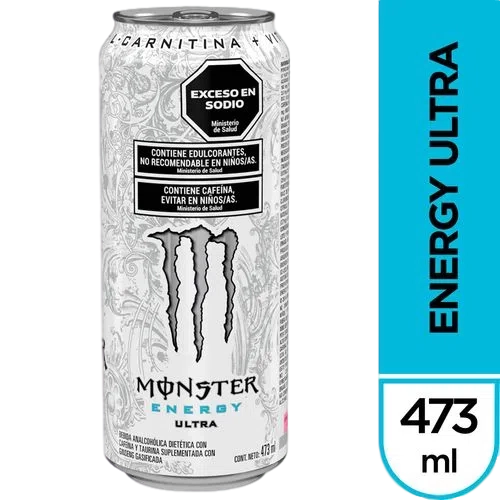 L-CARNITINA + VIT
EXCESO EN
SODIO
Ministerio
de Salud
CONTIENE EDULCORANTES,
NO RECOMENDABLE EN NIÑOS/AS.
Ministerio de Salud
CONTIENE CAFEÍNA,
EVITAR EN NIÑOS/AS.
Ministerio de Salud
MONSTER
ENERGY
ULTRA
BEBIDA ANALCOHÓLICA DIETÉTICA CON
CAFEÍNA Y TAURINA SUPLEMENTADA CON
GINSENG GASIFICADA.
CONT. NETO: 473 ml
ENERGY ULTRA
473
ml